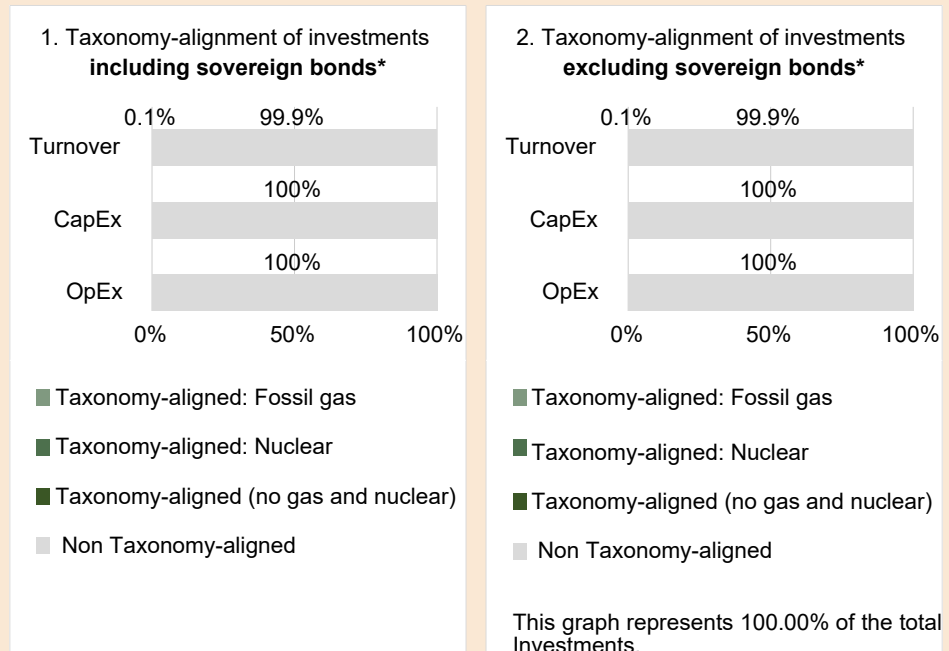 1. Taxonomy-alignment of investments
including sovereign bonds*
0.1% 99.9%
Turnover
100%
CapEx
100%
OpEx
0% 50% 100%
Taxonomy-aligned: Fossil gas
Taxonomy-aligned: Nuclear
Taxonomy-aligned (no gas and nuclear)
Non Taxonomy-aligned
2. Taxonomy-alignment of investments
excluding sovereign bonds*
0.1% 99.9%
Turnover
100%
CapEx
100%
OpEx
0% 50% 100%
Taxonomy-aligned: Fossil gas
Taxonomy-aligned: Nuclear
Taxonomy-aligned (no gas and nuclear)
Non Taxonomy-aligned
This graph represents 100.00% of the total
Investments.